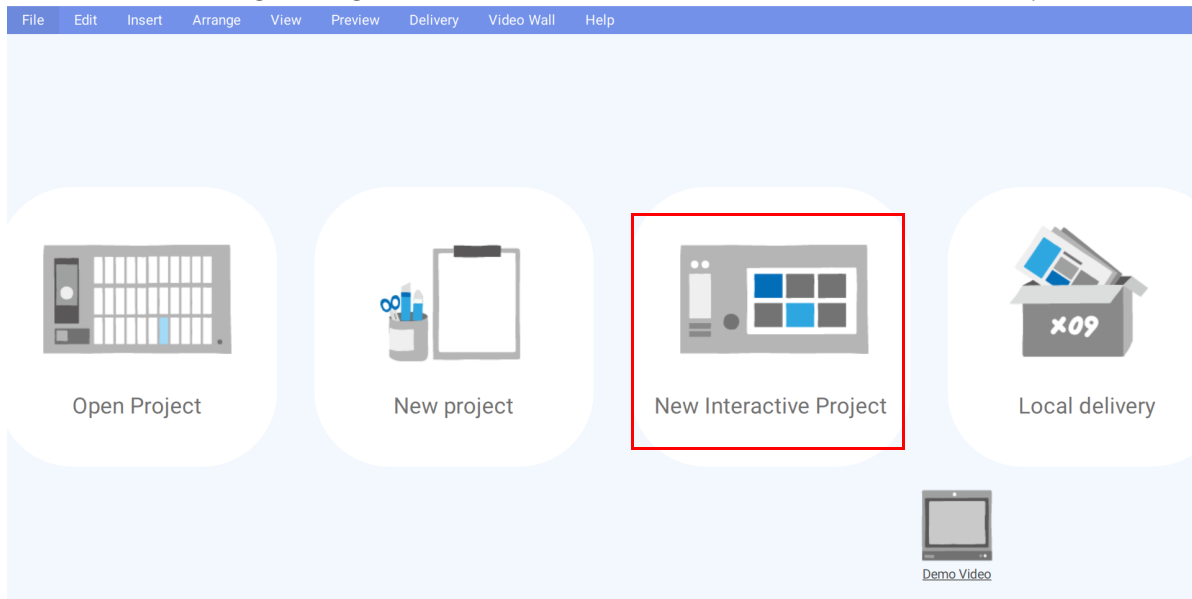 File Edit Insert Arrange View Preview Delivery Video Wall Help
x09
Open Project New project New Interactive Project Local delivery
Demo Video